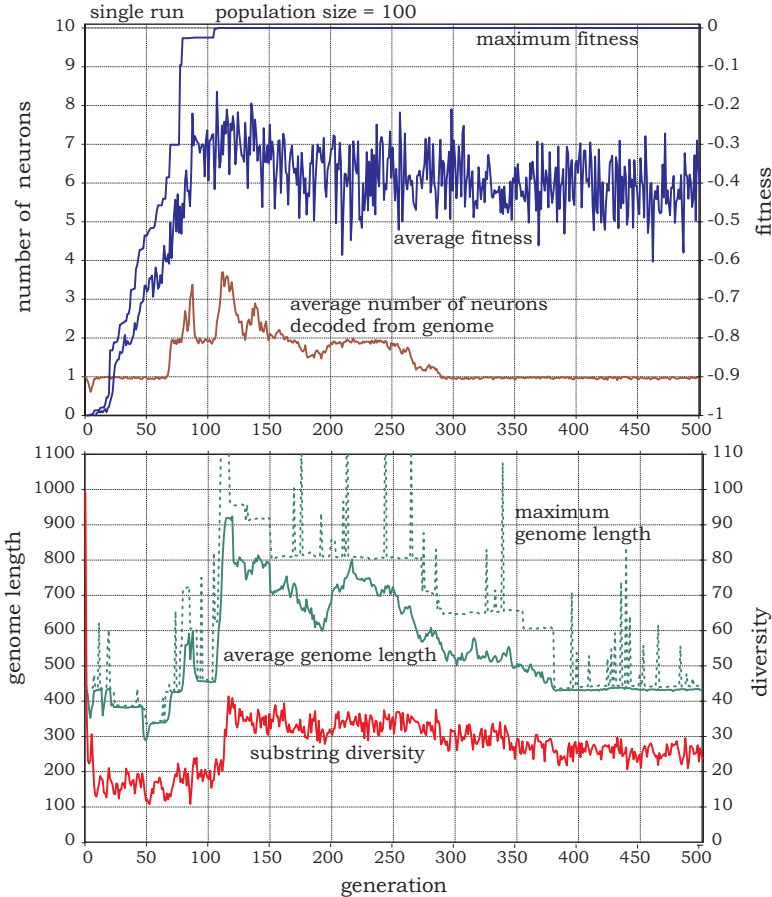 single run population size = 100
10
9
8
7
6
5
4
3
2
1
0
number of neurons
0
-0.1
-0.2
-0.3
-0.4
-0.5
-0.6
-0.7
-0.8
-0.9
-1
fitness
maximum fitness
average fitness
average number of neurons
decoded from genome
0 50 100 150 200 250 300 350 400 450 500
1100
1000
900
800
700
600
500
400
300
200
100
0
genome length
110
100
90
80
70
60
50
40
30
20
10
0
diversity
maximum
genome length
average genome length
substring diversity
0 50 100 150 200 250 300 350 400 450 500
generation